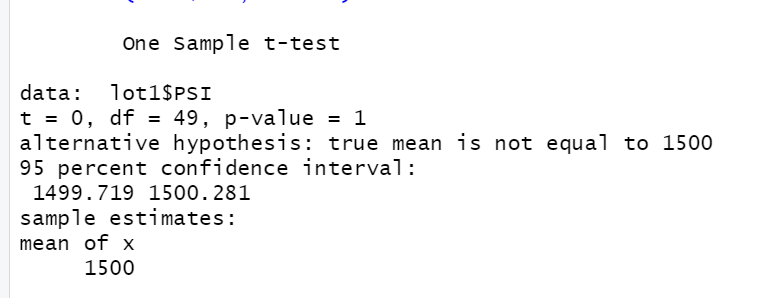 One Sample t-test
data:  lot1$PSI
t = 0, df = 49, p-value = 1
alternative hypothesis: true mean is not equal to 1500
95 percent confidence interval:
 1499.719 1500.281
sample estimates:
mean of x
     1500